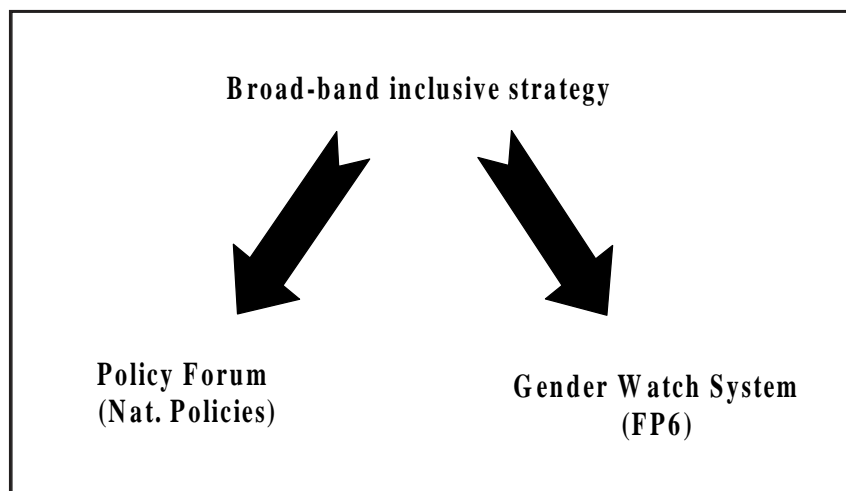 Broad-band inclusive strategy
Policy Forum
(Nat. Policies)
Gender Watch System
(FP6)